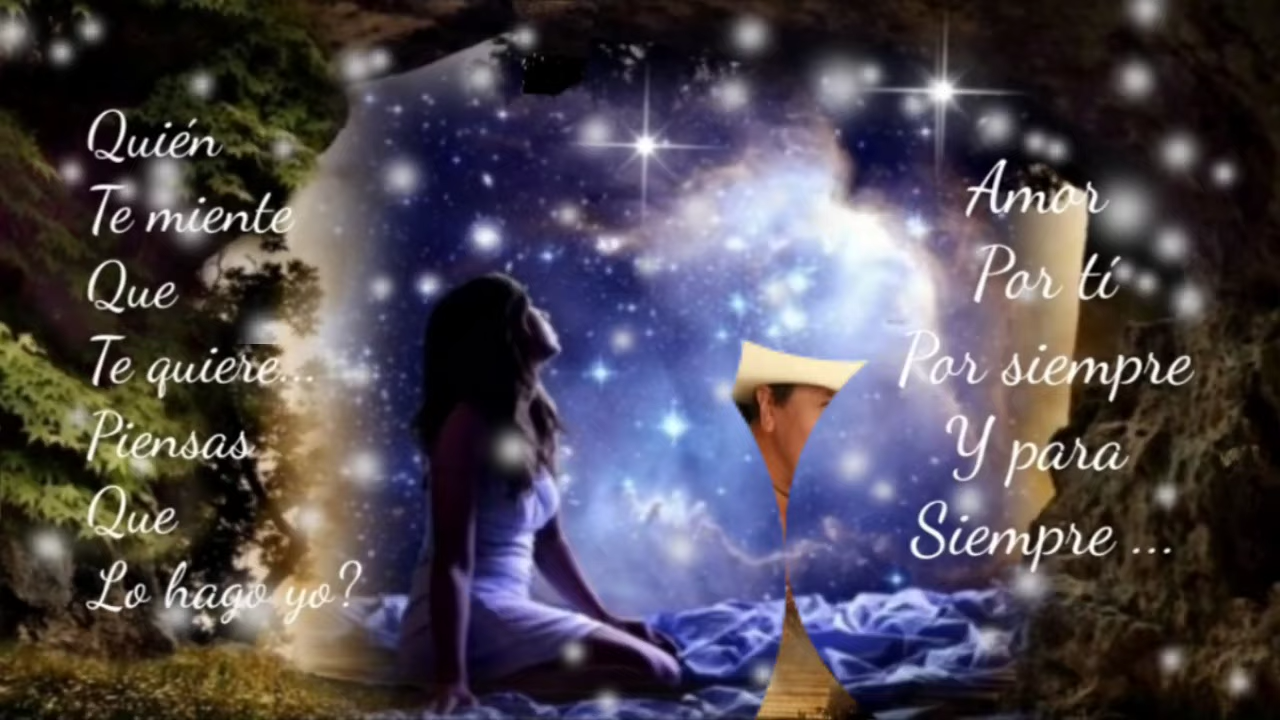 Quién
Te miente
Que
Te quiere...
Piensas
Que
Lo hago yo?
Amor
Por tí
Por siempre
Y para
Siempre ...